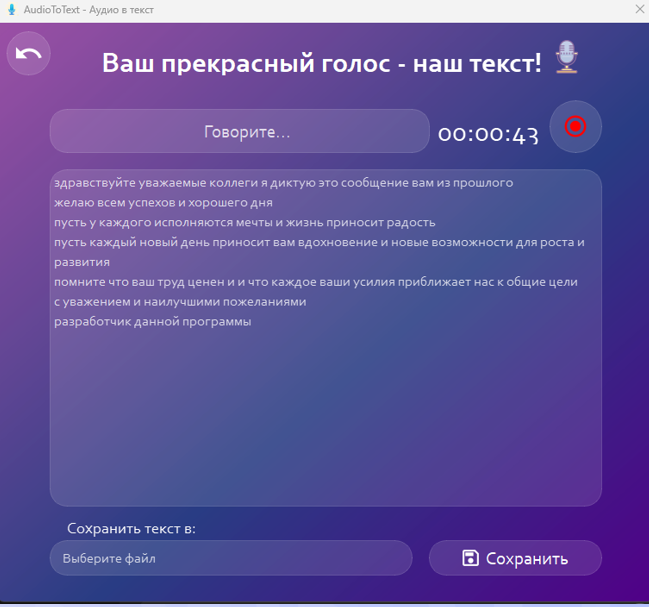 AudioToText - Аудио в текст
Ваш прекрасный голос - наш текст!
Говорите...
00:00:43
здравствуйте уважаемые коллеги я диктую это сообщение вам из прошлого
желаю всем успехов и хорошего дня
пусть у каждого исполняются мечты и жизнь приносит радость
пусть каждый новый день приносит вам вдохновение и новые возможности для роста и
развития
помните что ваш труд ценен и и что каждое ваши усилия приближает нас к общие цели
с уважением и наилучшими пожеланиями
разработчик данной программы
Сохранить текст в:
Выберите файл
Сохранить